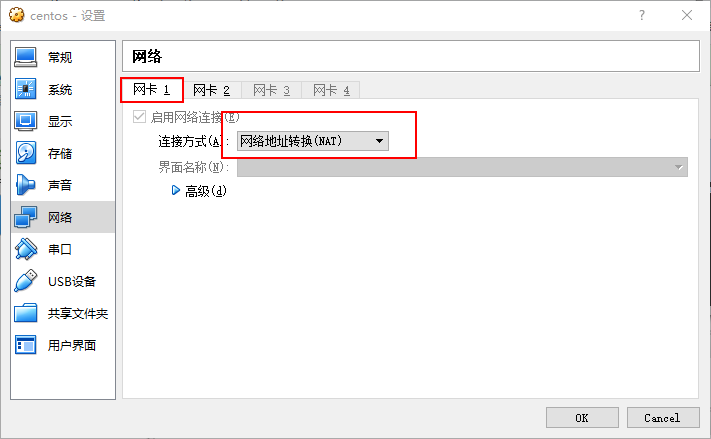 centos - 设置
?
常规
系统
显示
存储
声音
网络
串口
USB设备
共享文件夹
用户界面
网络
网卡 1 网卡 2 网卡 3 网卡 4
启用网络连接(E)
连接方式(A): 网络地址转换(NAT)
界面名称(N):
高级(d)
OK Cancel